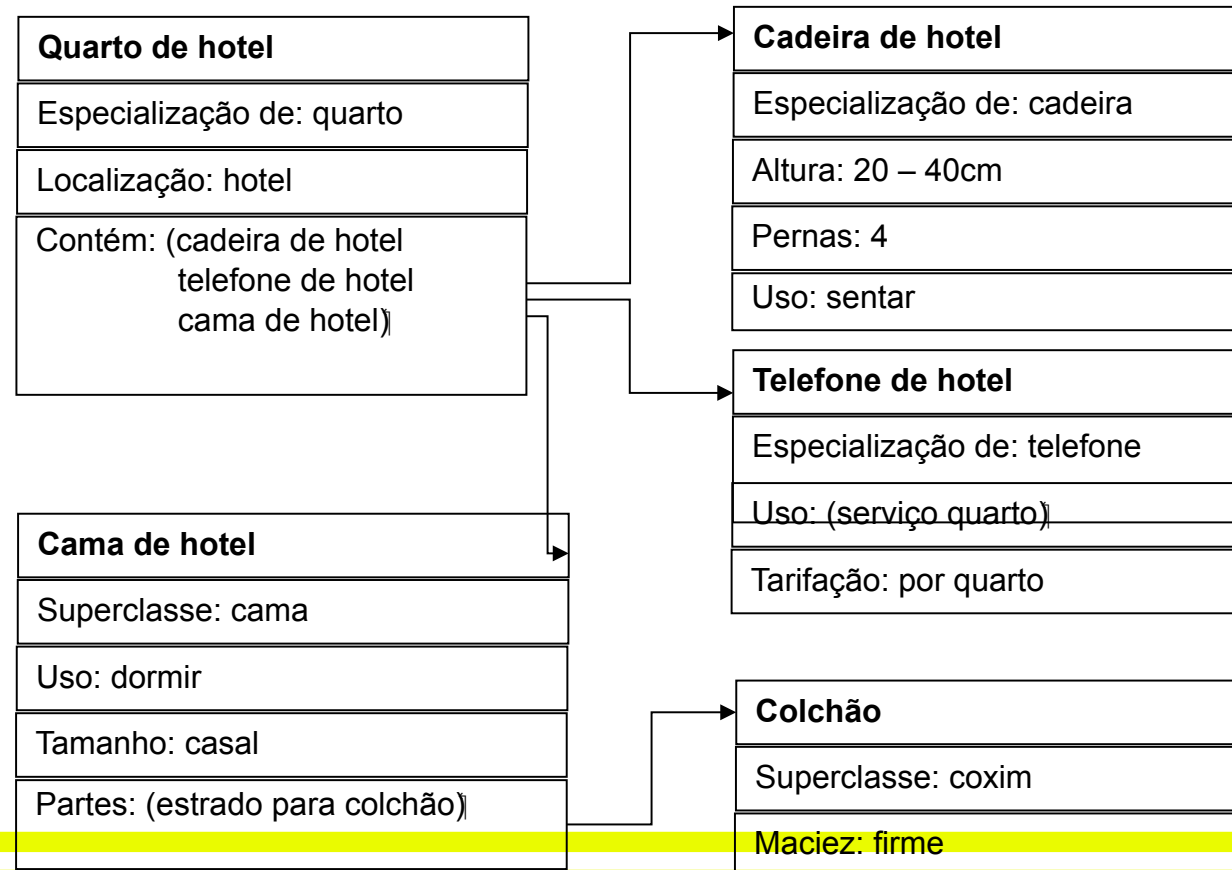 Quarto de hotel
Especialização de: quarto
Localização: hotel
Contém: (cadeira de hotel
telefone de hotel
cama de hotel)
Cadeira de hotel
Especialização de: cadeira
Altura: 20 – 40cm
Pernas: 4
Uso: sentar
Telefone de hotel
Especialização de: telefone
Uso: (serviço quarto)
Tarifação: por quarto
Cama de hotel
Superclasse: cama
Uso: dormir
Tamanho: casal
Partes: (estrado para colchão)
Colchão
Superclasse: coxim
Maciez: firme